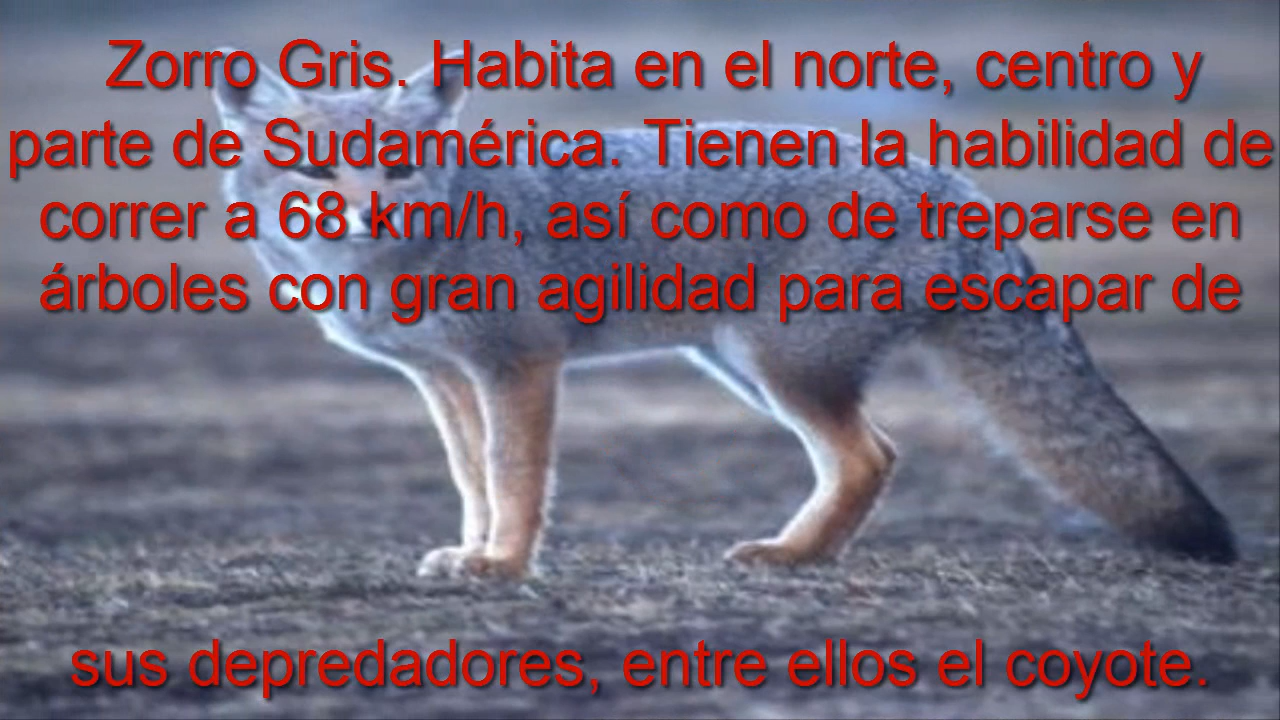 Zorro Gris. Habita en el norte, centro y
parte de Sudamérica. Tienen la habilidad de
correr a 68 km/h, así como de treparse en
árboles con gran agilidad para escapar de
sus depredadores, entre ellos el coyote.